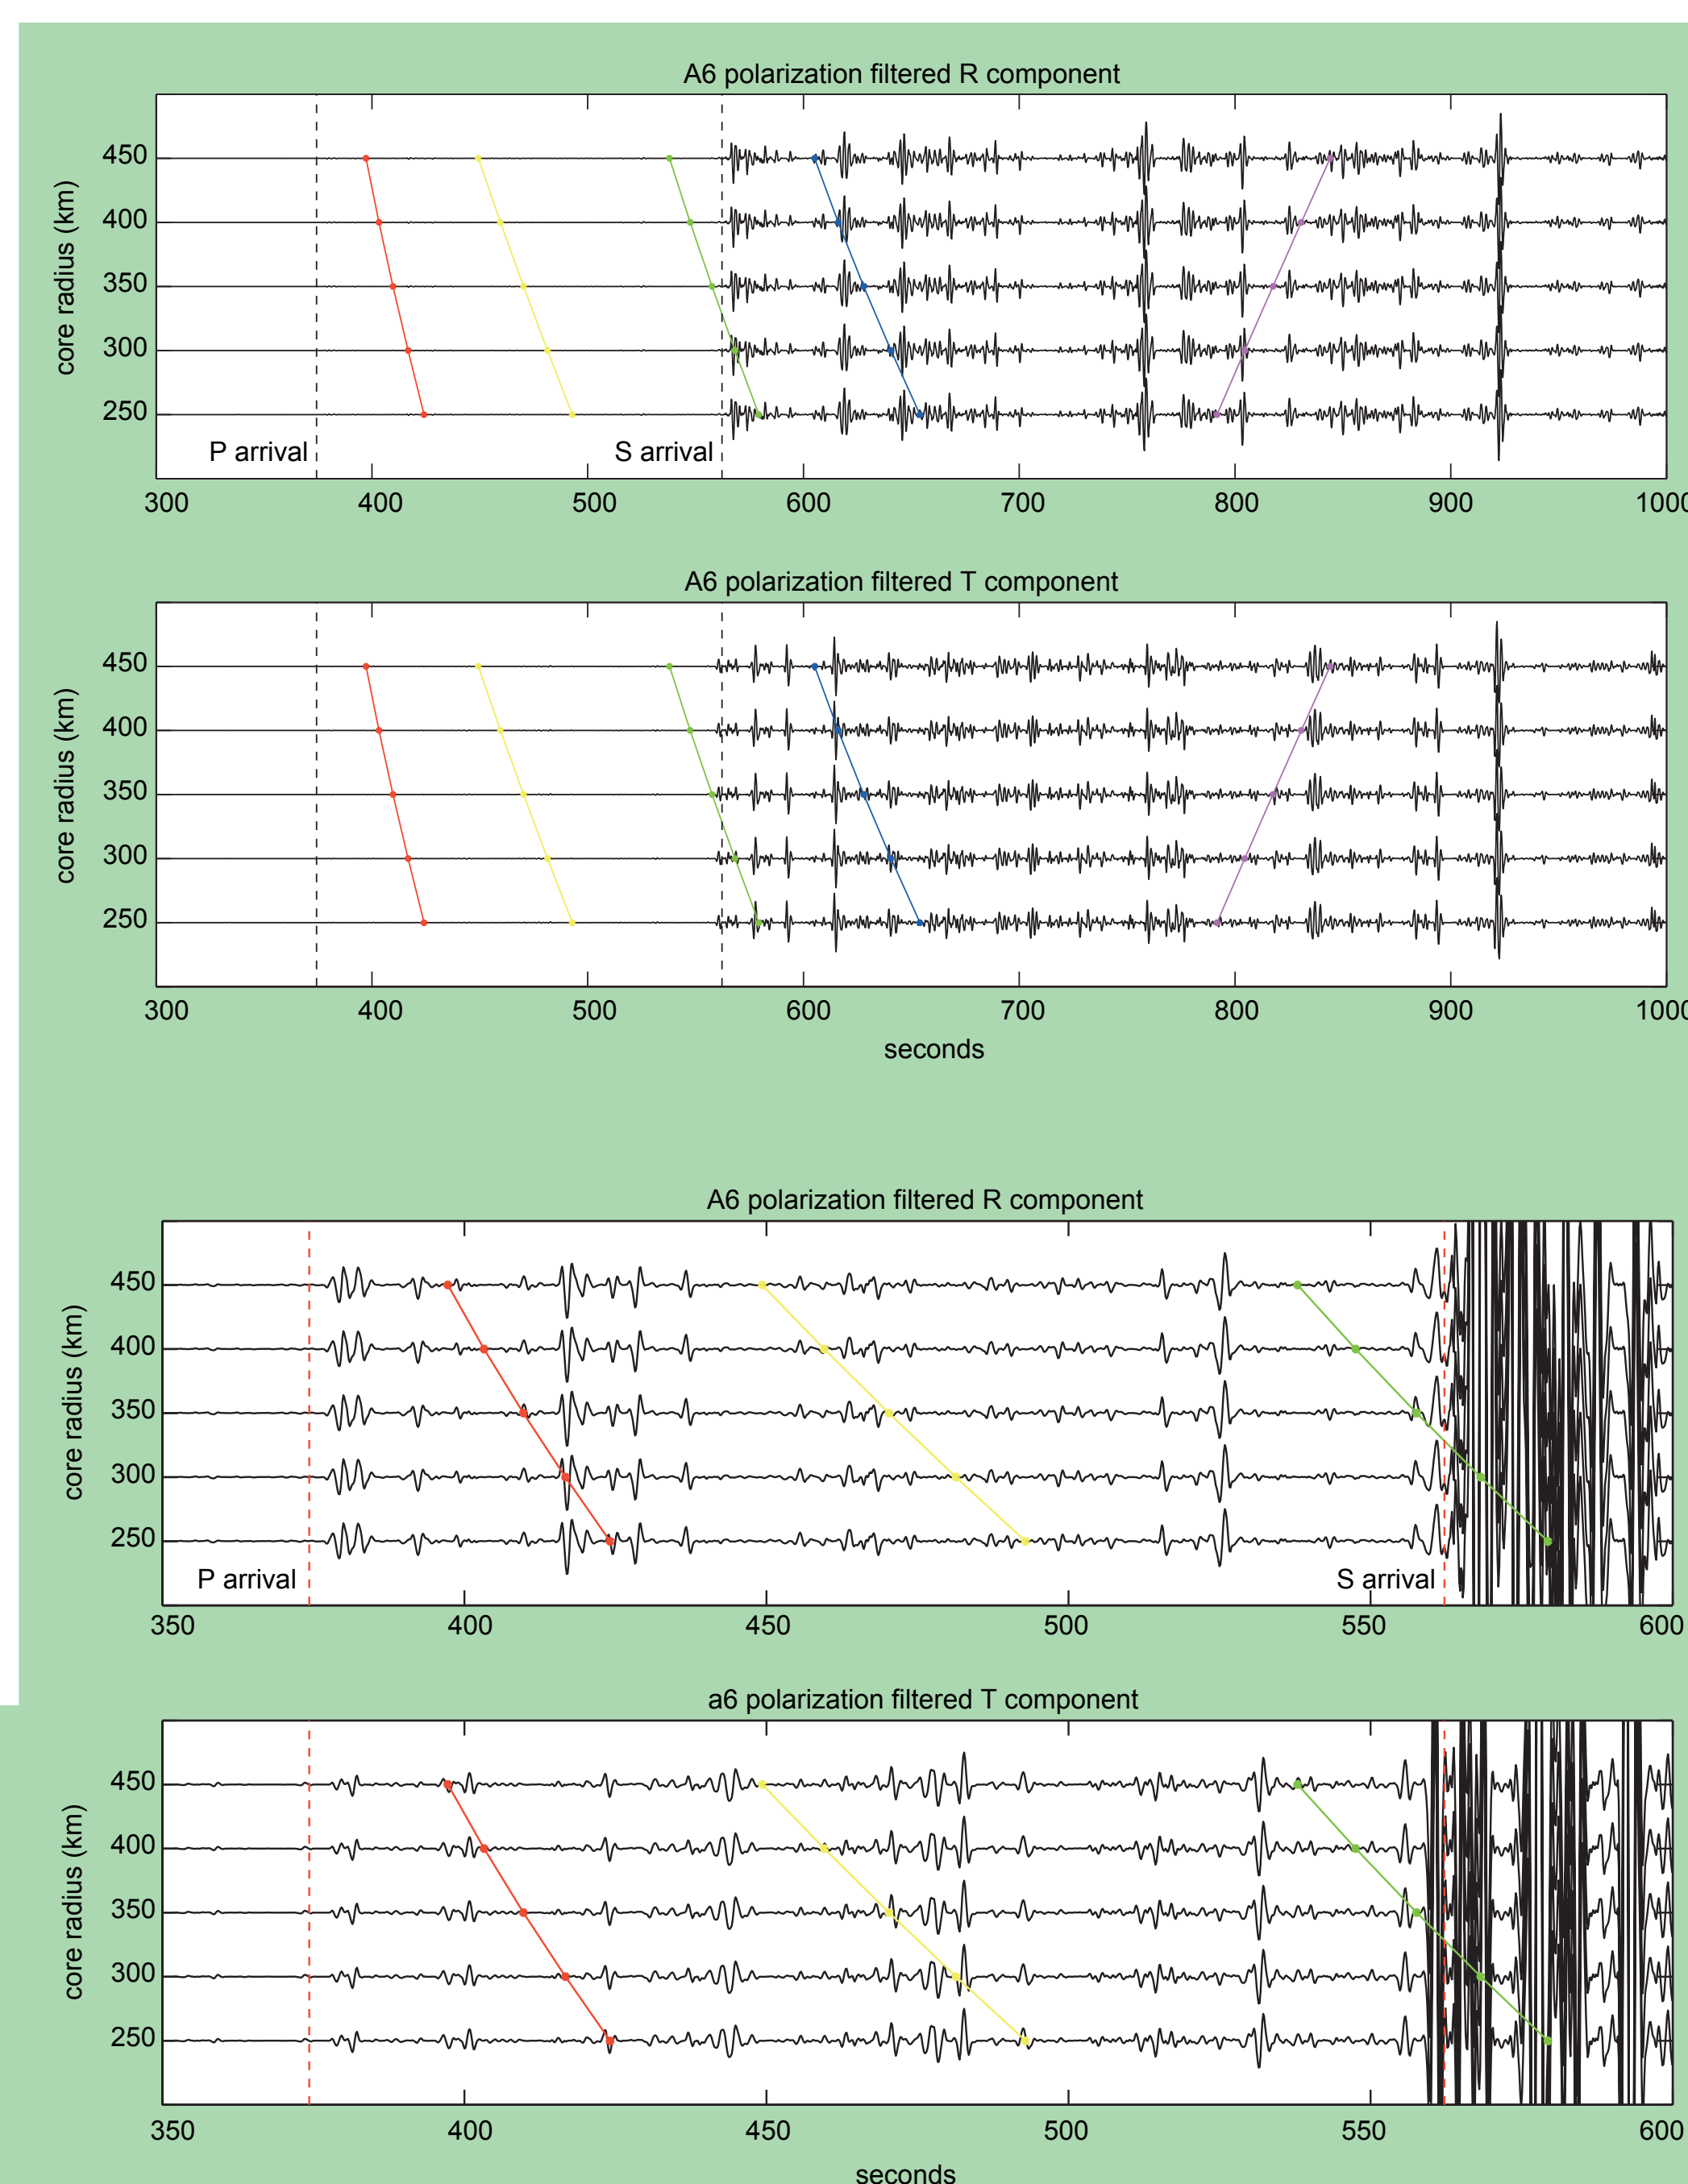 A6 polarization filtered R component
core radius (km)
450
400
350
300
250
P arrival
S arrival
300 400 500 600 700 800 900 1000
A6 polarization filtered T component
core radius (km)
450
400
350
300
250
300 400 500 600 700 800 900 1000
seconds
A6 polarization filtered R component
core radius (km)
450
400
350
300
250
P arrival
S arrival
350 400 450 500 550 600
a6 polarization filtered T component
core radius (km)
450
400
350
300
250
350 400 450 500 550 600
seconds